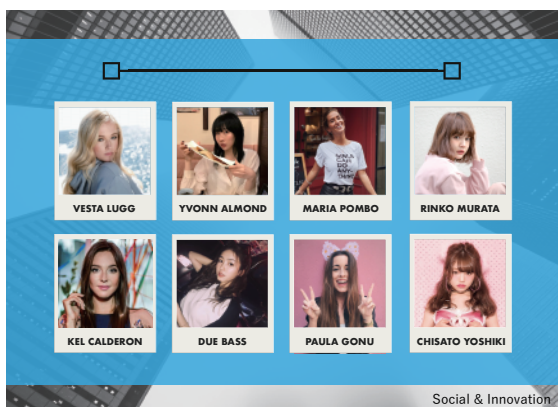 VESTA LUGG
YVONN ALMOND
MARIA POMBO
RINKO MURATA
KEL CALDERON
DUE BASS
PAULA GONU
CHISATO YOSHIKI
Social & Innovation